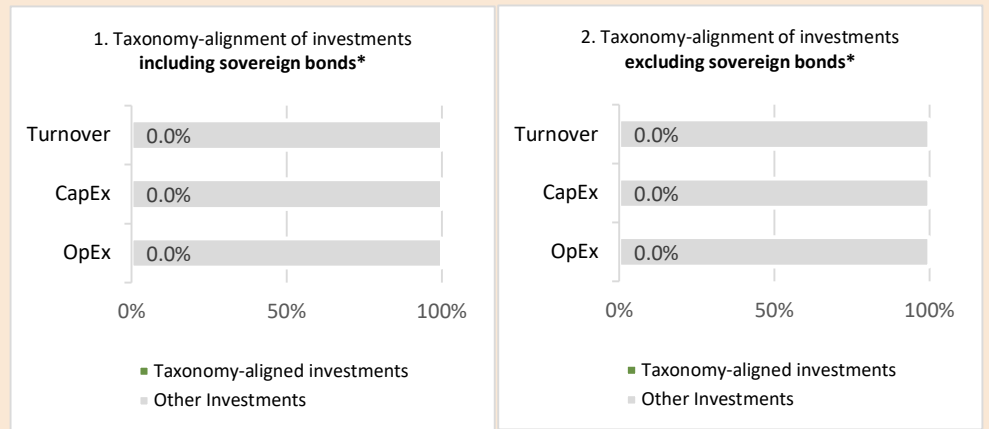 1. Taxonomy-alignment of investments
including sovereign bonds*
Turnover 0.0%
CapEx 0.0%
OpEx 0.0%
0% 50% 100%
Taxonomy-aligned investments
Other Investments
2. Taxonomy-alignment of investments
excluding sovereign bonds*
Turnover 0.0%
CapEx 0.0%
OpEx 0.0%
0% 50% 100%
Taxonomy-aligned investments
Other Investments